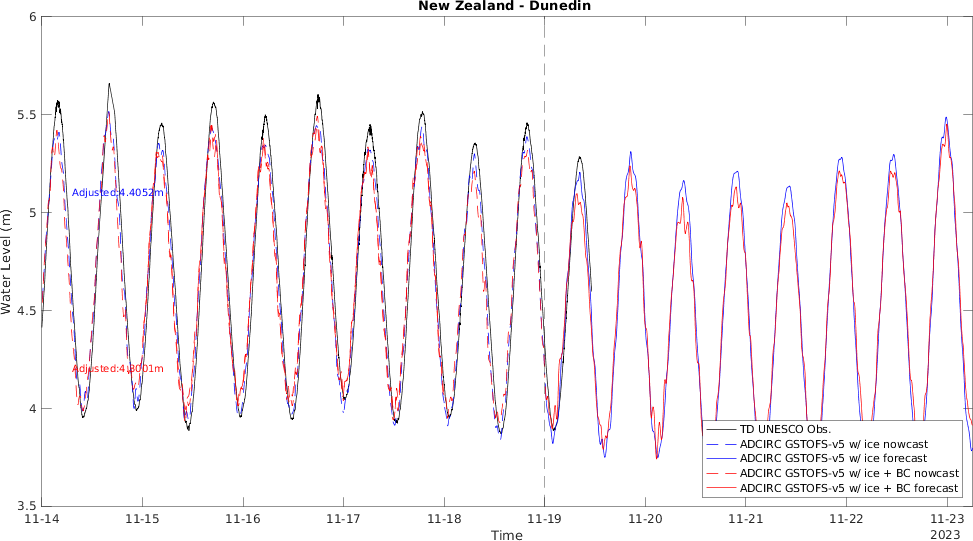 New Zealand - Dunedin
6
5.5
5
4.5
4
3.5
Water Level (m)
Adjusted:4.4052m
Adjusted:4.3001m
TD UNESCO Obs.
ADCIRC GSTOFS-v5 w/ ice nowcast
ADCIRC GSTOFS-v5 w/ ice forecast
ADCIRC GSTOFS-v5 w/ ice + BC nowcast
ADCIRC GSTOFS-v5 w/ ice + BC forecast
11-14 11-15 11-16 11-17 11-18 11-19 11-20 11-21 11-22 11-23
2023
Time